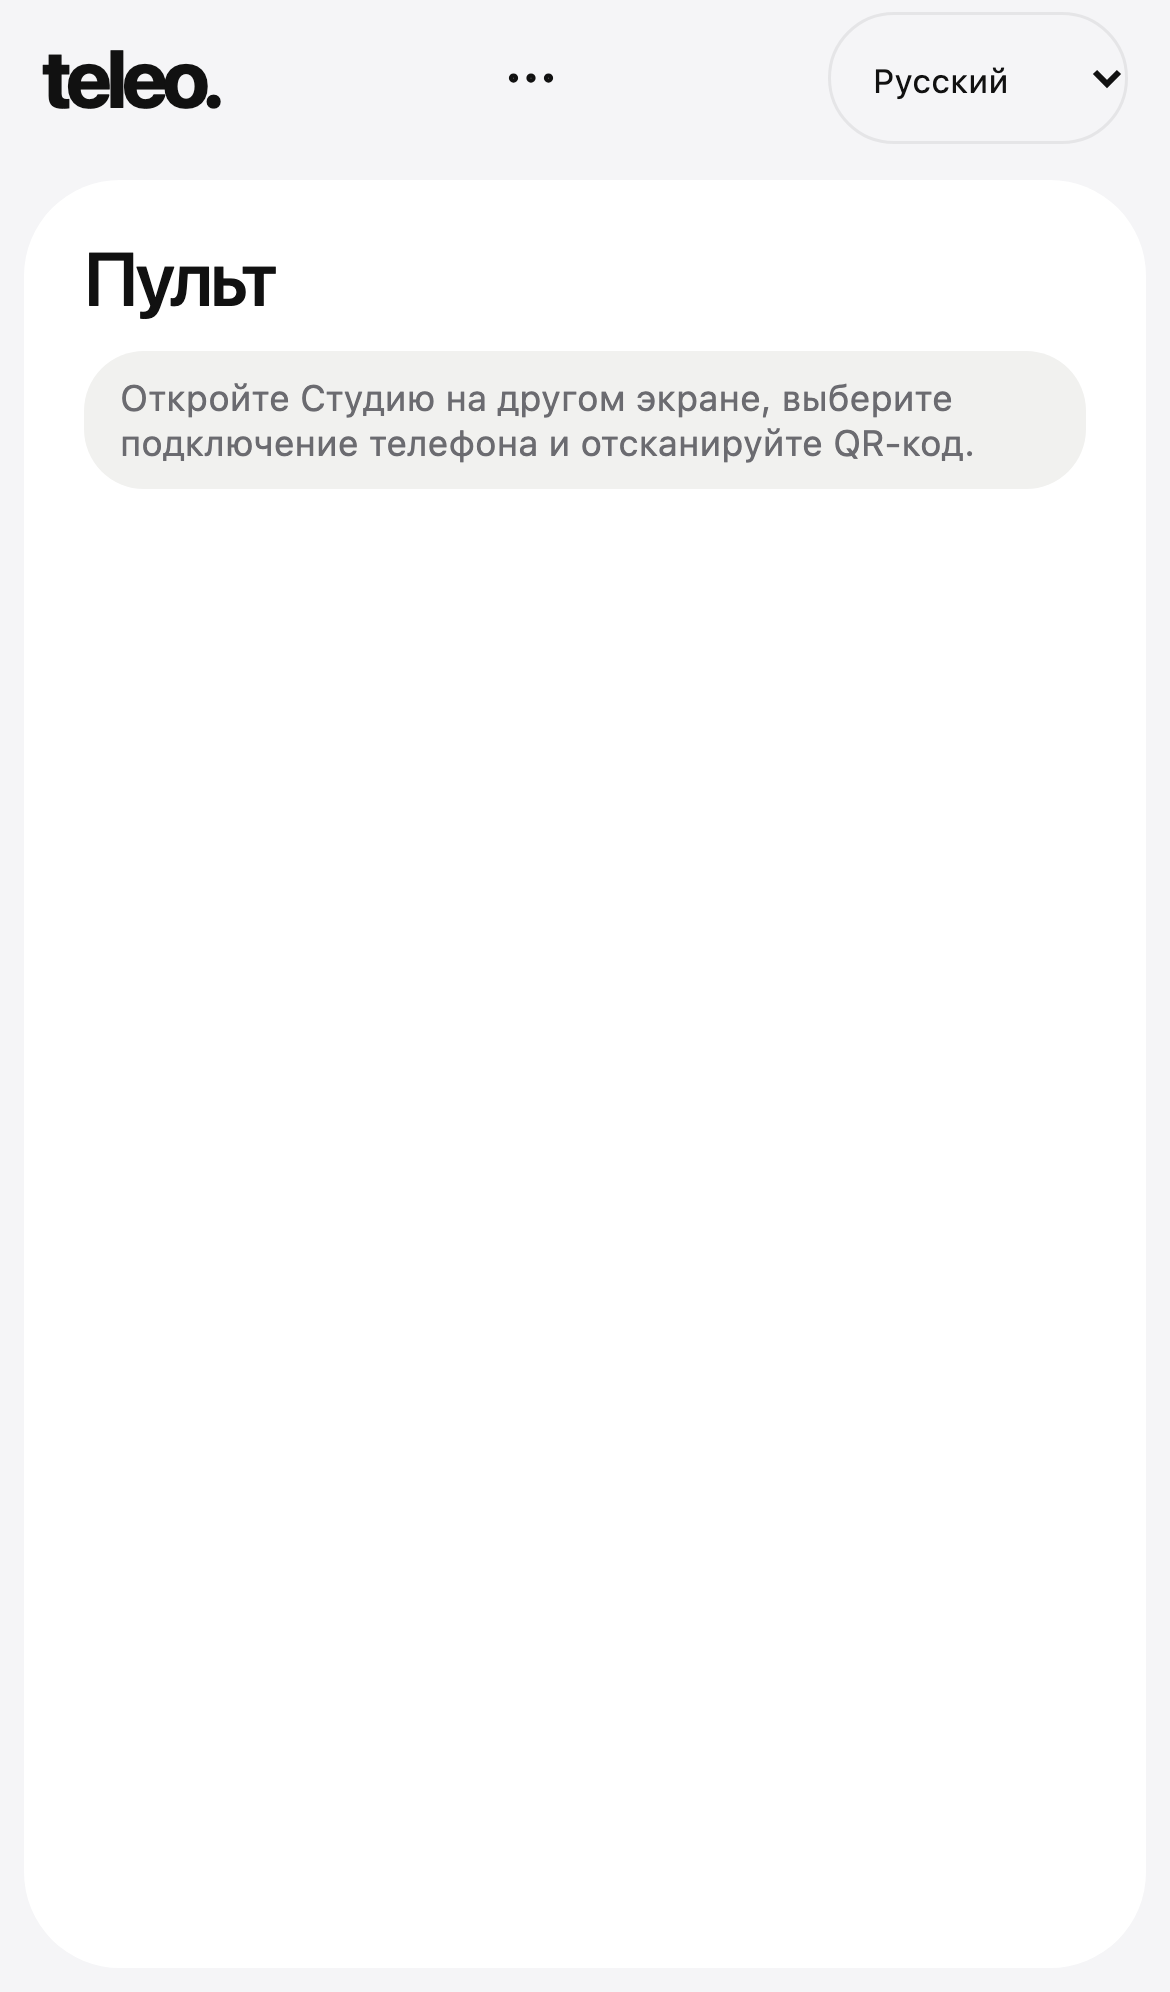 teleo.
Русский
Пульт
Откройте Студию на другом экране, выберите
подключение телефона и отсканируйте QR-код.